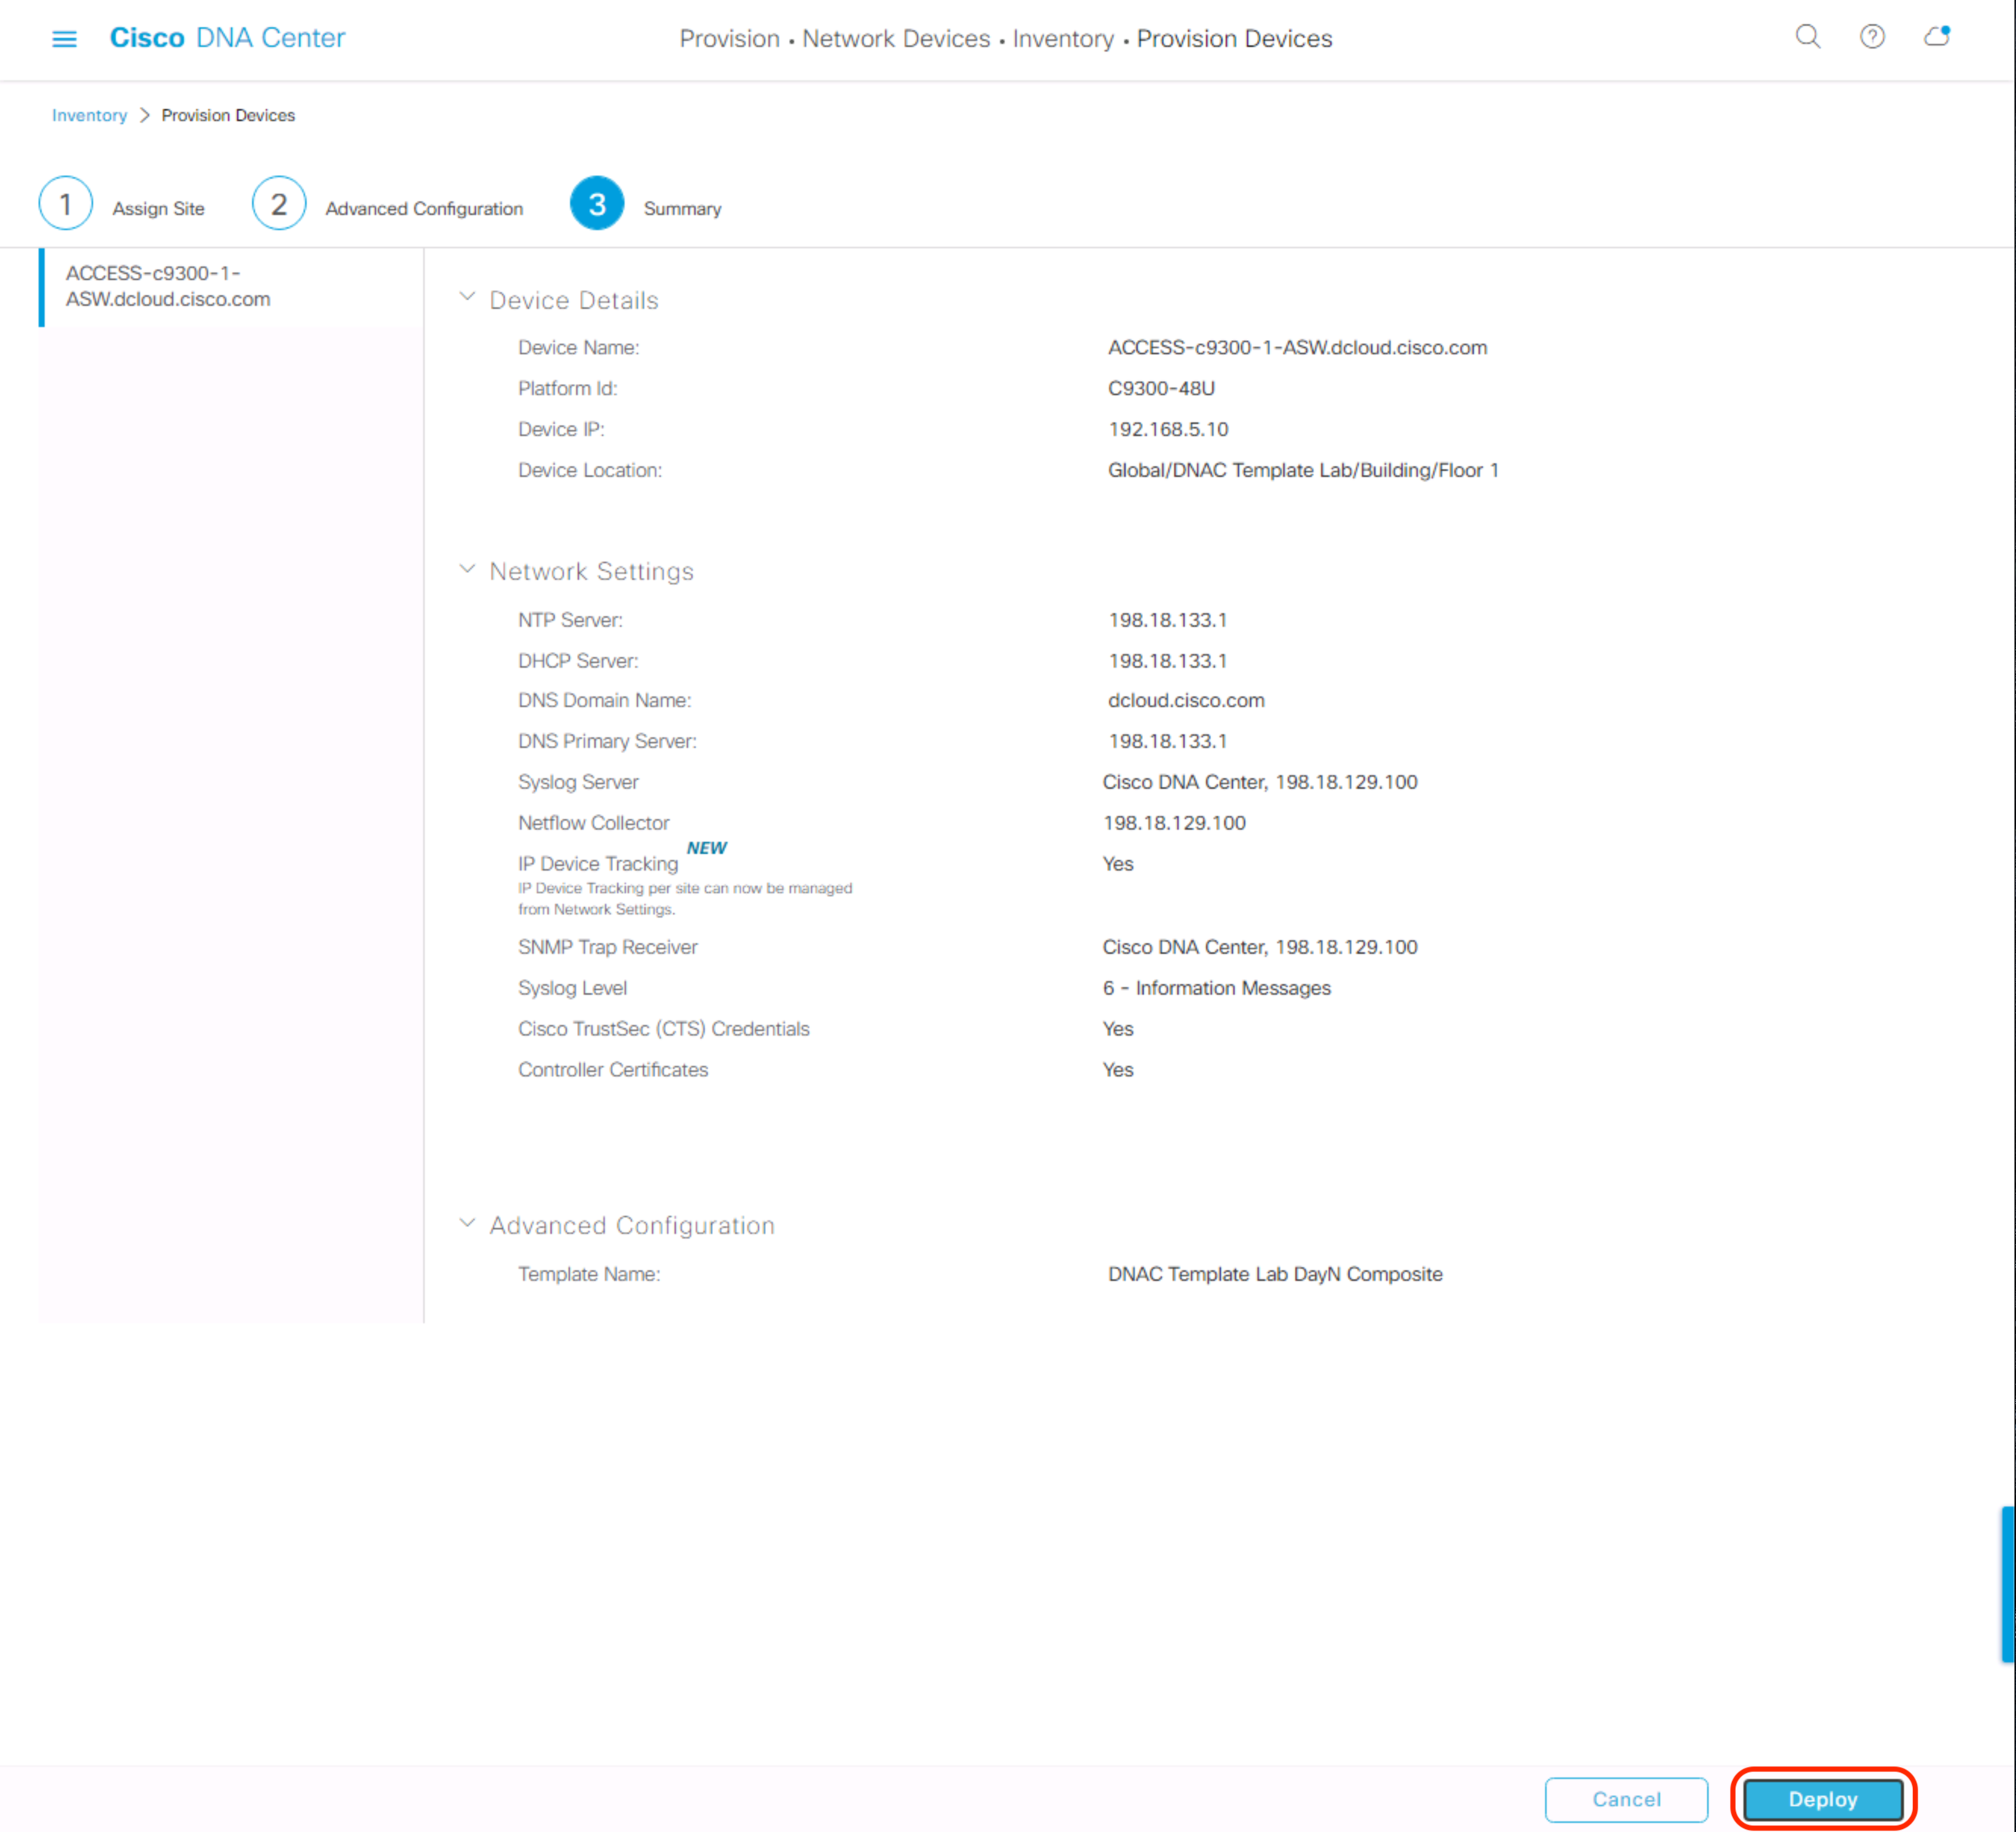 Cisco DNA Center
Provision • Network Devices • Inventory • Provision Devices
Inventory > Provision Devices
1 Assign Site
2 Advanced Configuration
3 Summary
ACCESS-c9300-1-
ASW.dcloud.cisco.com
Device Details
Device Name: ACCESS-c9300-1-ASW.dcloud.cisco.com
Platform Id: C9300-48U
Device IP: 192.168.5.10
Device Location: Global/DNAC Template Lab/Building/Floor 1
Network Settings
NTP Server: 198.18.133.1
DHCP Server: 198.18.133.1
DNS Domain Name: dcloud.cisco.com
DNS Primary Server: 198.18.133.1
Syslog Server Cisco DNA Center, 198.18.129.100
Netflow Collector 198.18.129.100
NEW
IP Device Tracking Yes
IP Device Tracking per site can now be managed
from Network Settings.
SNMP Trap Receiver Cisco DNA Center, 198.18.129.100
Syslog Level 6 - Information Messages
Cisco TrustSec (CTS) Credentials Yes
Controller Certificates Yes
Advanced Configuration
Template Name: DNAC Template Lab DayN Composite
Cancel
Deploy